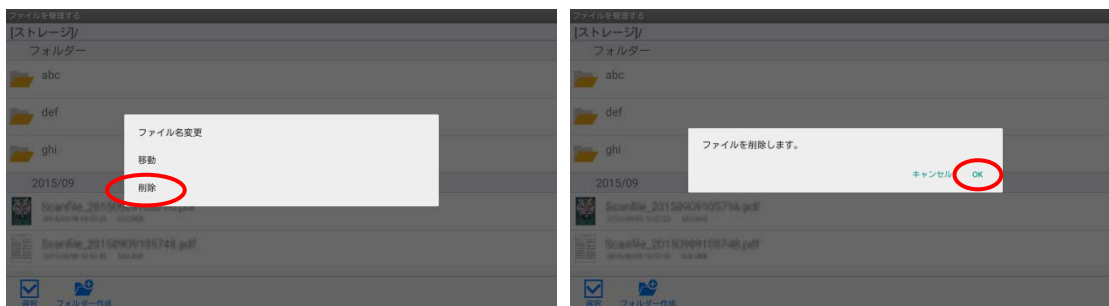 ファイルを管理する
[ストレージ]/
フォルダー
abc
def
ghi
ファイル名変更
移動
削除
2015/09
Scanfile_20150909105748.pdf
選択
フォルダー作成
ファイルを管理する
[ストレージ]/
フォルダー
abc
def
ghi
ファイルを削除します。
キャンセル
OK
2015/09
Scanfile_20150909105716.pdf
Scanfile_20150909105748.pdf
選択
フォルダー作成